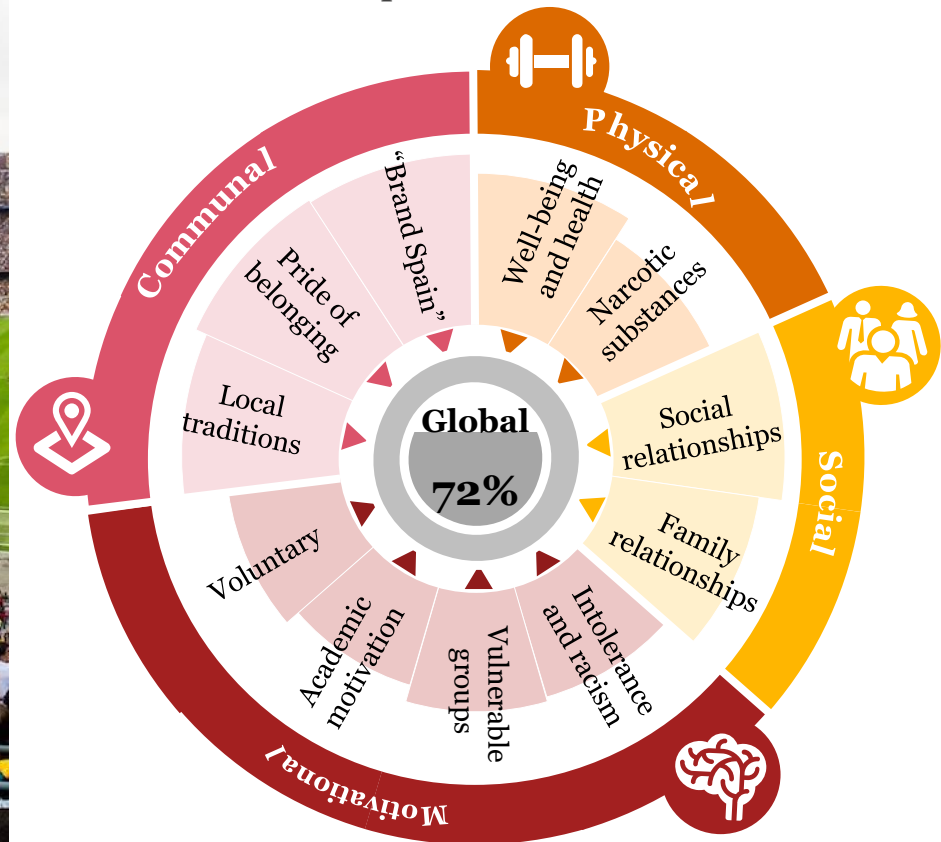 Physical
Well-being
and health
Narcotic
substances
Social
Social
relationships
Family
relationships
Motivational
Intolerance
and racism
Vulnerable
groups
Academic
motivation
Voluntary
Communal
Local
traditions
Pride of
belonging
“Brand Spain”
Global
72%